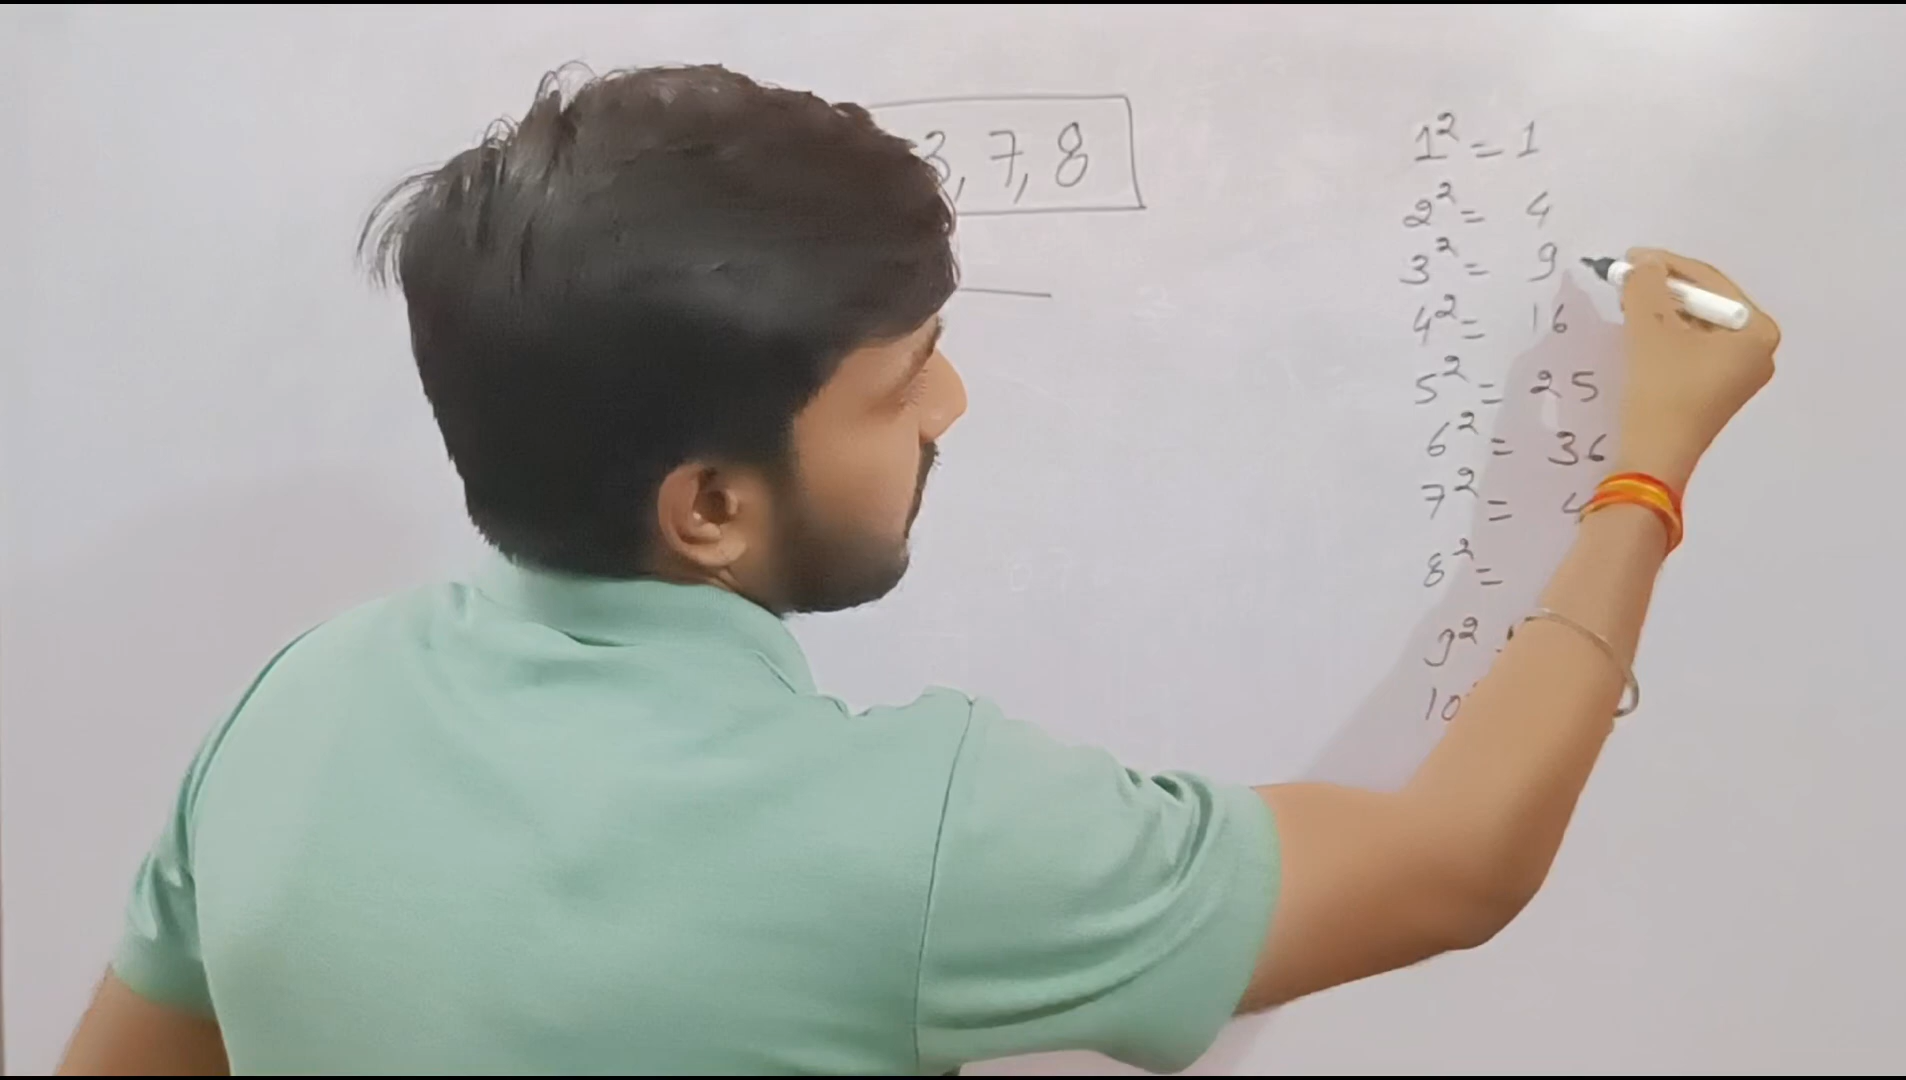 3, 7, 8
1² = 1
2² = 4
3² = 9
4² = 16
5² = 25
6² = 36
7² = 4
8² =
9²
10